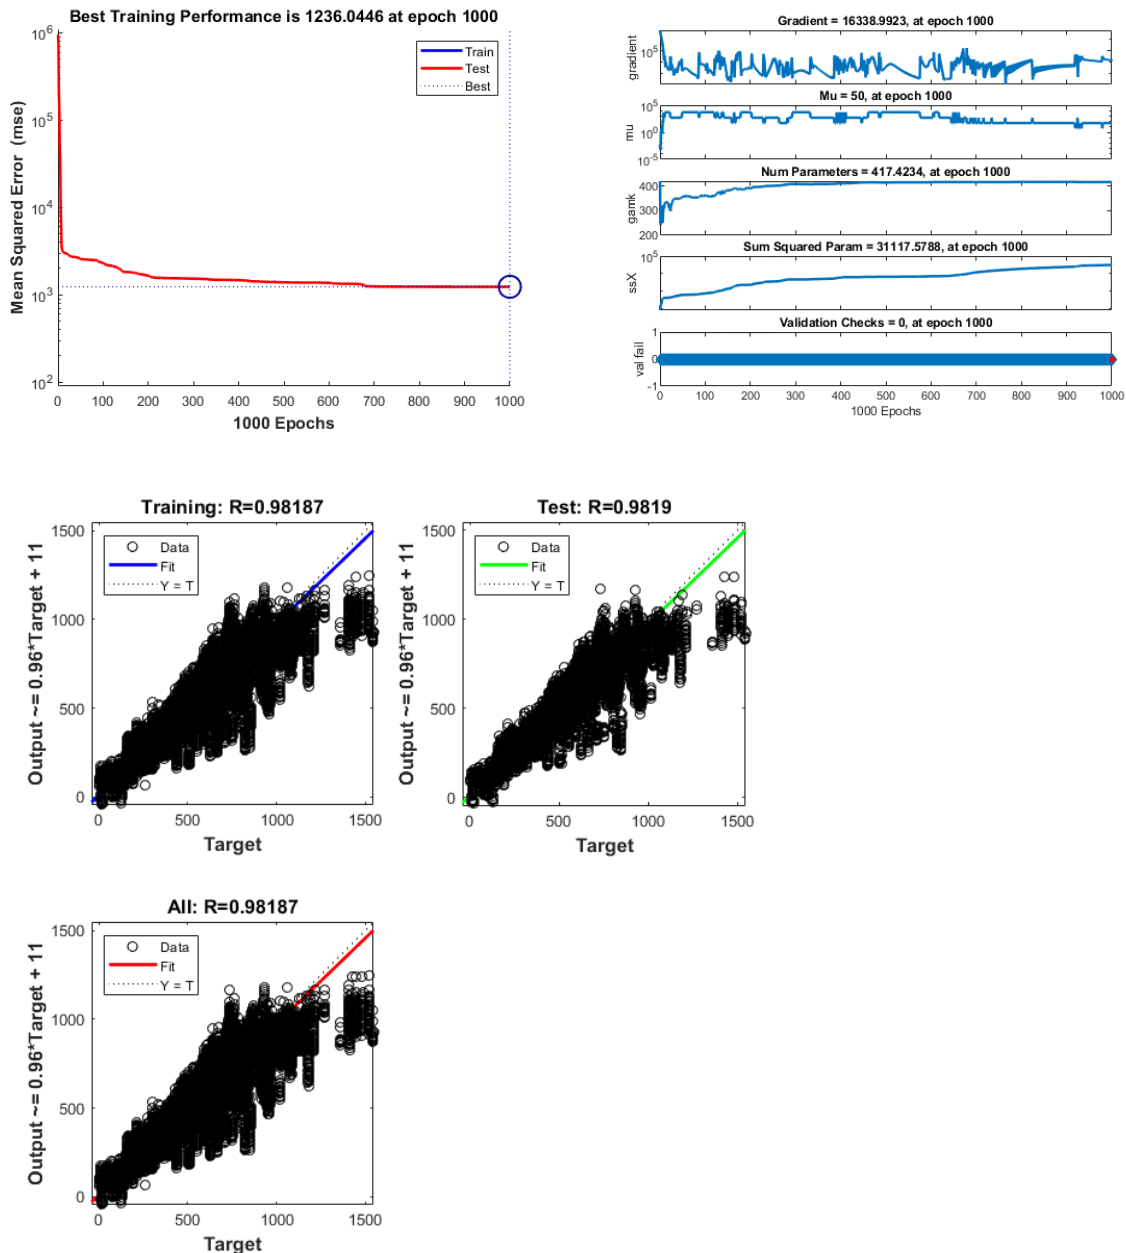 Best Training Performance is 1236.0446 at epoch 1000
Mean Squared Error (mse)
10^6
10^5
10^4
10^3
10^2
Train
Test
Best
0 100 200 300 400 500 600 700 800 900 1000
1000 Epochs
Gradient = 16338.9923, at epoch 1000
gradient
10^5
Mu = 50, at epoch 1000
mu
10^5
10^0
10^-5
Num Parameters = 417.4234, at epoch 1000
gamk
400
300
200
Sum Squared Param = 31117.5788, at epoch 1000
ssX
10^5
Validation Checks = 0, at epoch 1000
val fail
1
0
-1
0 100 200 300 400 500 600 700 800 900 1000
1000 Epochs
Training: R=0.98187
Output ~= 0.96*Target + 11
1500
1000
500
0
Data
Fit
Y = T
0 500 1000 1500
Target
Test: R=0.9819
Output ~= 0.96*Target + 11
1500
1000
500
0
Data
Fit
Y = T
0 500 1000 1500
Target
All: R=0.98187
Output ~= 0.96*Target + 11
1500
1000
500
0
Data
Fit
Y = T
0 500 1000 1500
Target